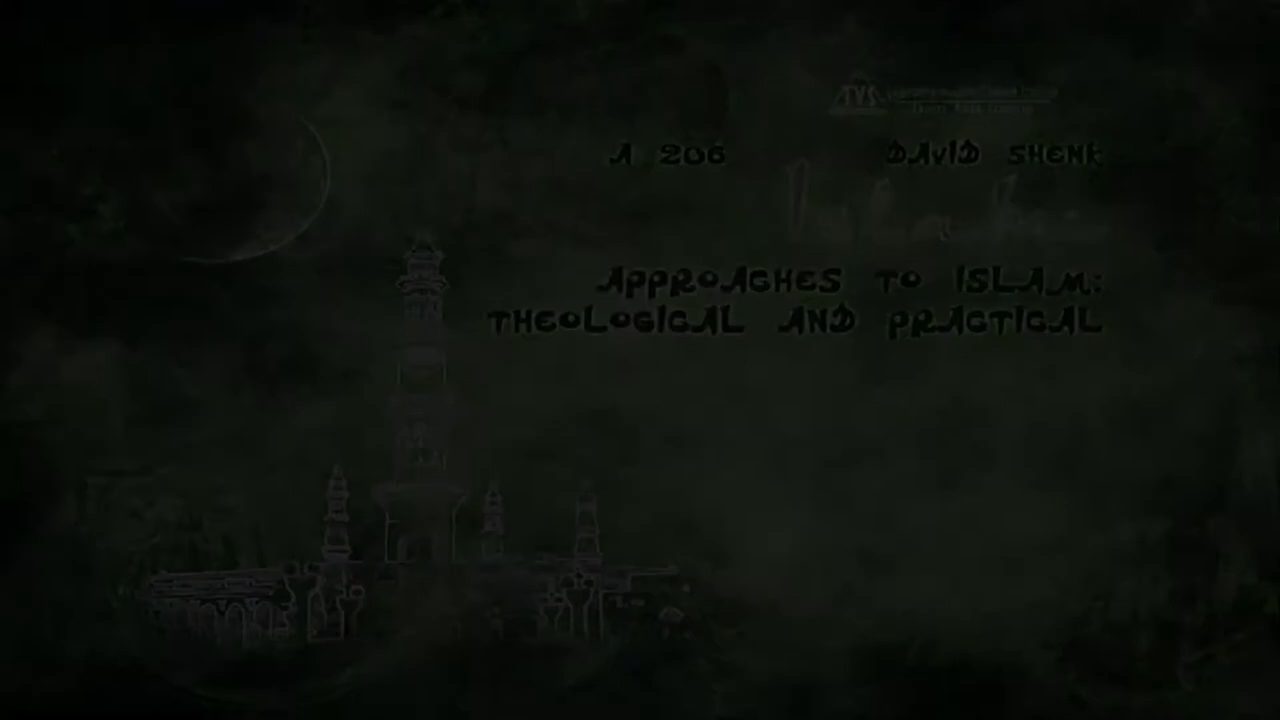 A 206 DAVID SHENK
APPROACHES TO ISLAM:
THEOLOGICAL AND PRACTICAL